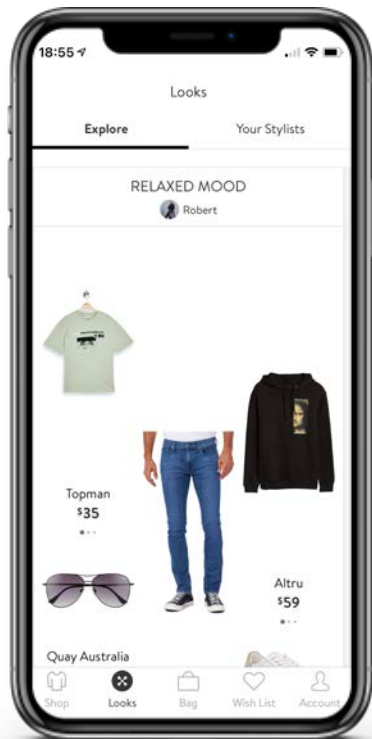 18:55
Looks
Explore
Your Stylists
RELAXED MOOD
Robert
Topman
$35
Altru
$59
Quay Australia
Shop
Looks
Bag
Wish List
Account